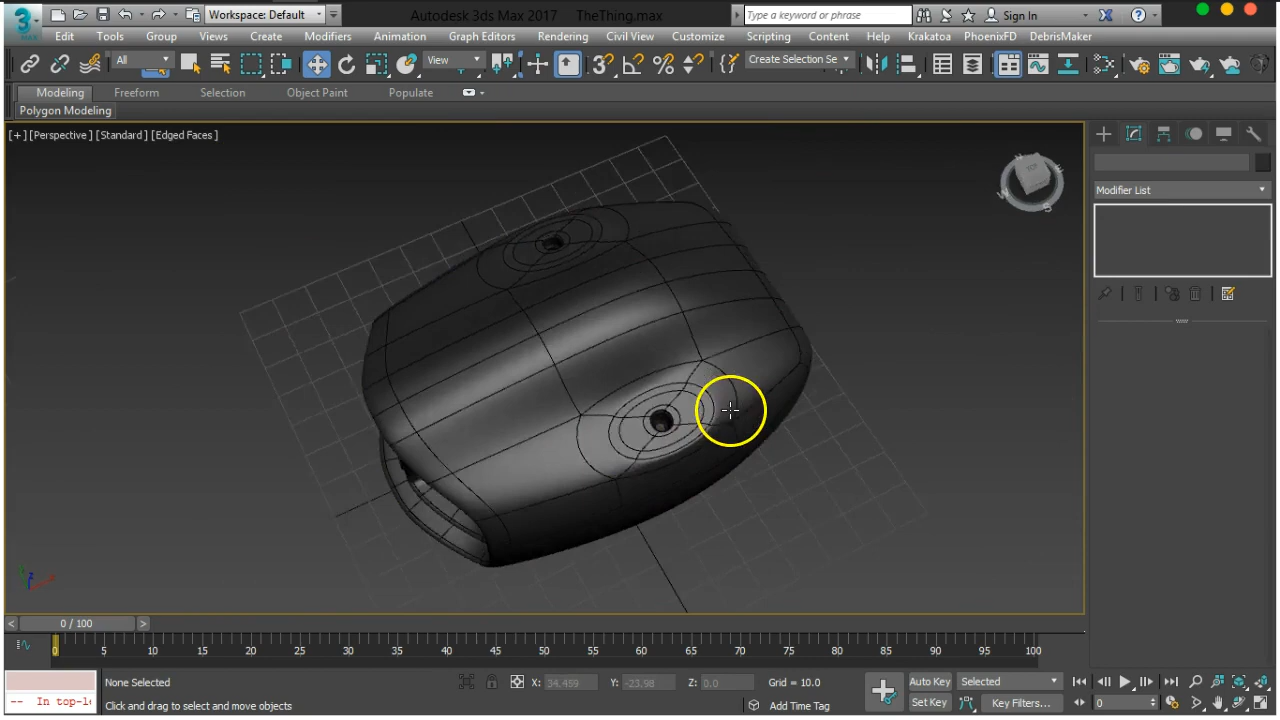 3
MAX
Workspace: Default
Autodesk 3ds Max 2017 TheThing.max
Type a keyword or phrase
Sign In
Edit Tools Group Views Create Modifiers Animation Graph Editors Rendering Civil View Customize Scripting Content Help Krakatoa PhoenixFD DebrisMaker
All
View
3
Create Selection Se
Modeling Freeform Selection Object Paint Populate
Polygon Modeling
[+] [Perspective] [Standard] [Edged Faces]
Modifier List
W S
z
< 0 / 100 >
0 5 10 15 20 25 30 35 40 45 50 55 60 65 70 75 80 85 90 95 100
None Selected
X: 34.459 Y: -23.98 Z: 0.0 Grid = 10.0
Auto Key Selected
-- In top-le
Click and drag to select and move objects
Add Time Tag
Set Key Key Filters...
0